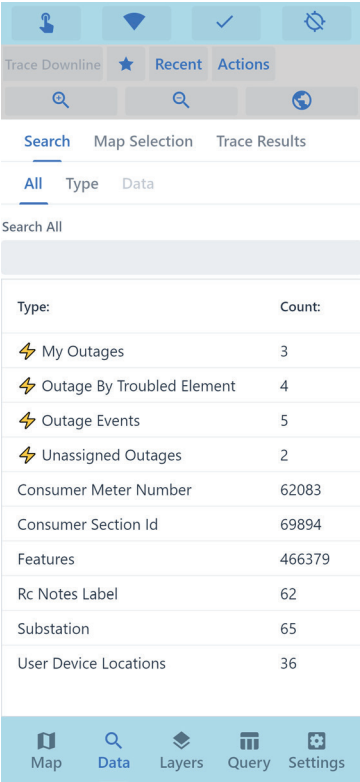 Trace Downline Recent Actions
Search Map Selection Trace Results
All Type Data
Search All
Type: Count:
My Outages 3
Outage By Troubled Element 4
Outage Events 5
Unassigned Outages 2
Consumer Meter Number 62083
Consumer Section Id 69894
Features 466379
Rc Notes Label 62
Substation 65
User Device Locations 36
Map Data Layers Query Settings